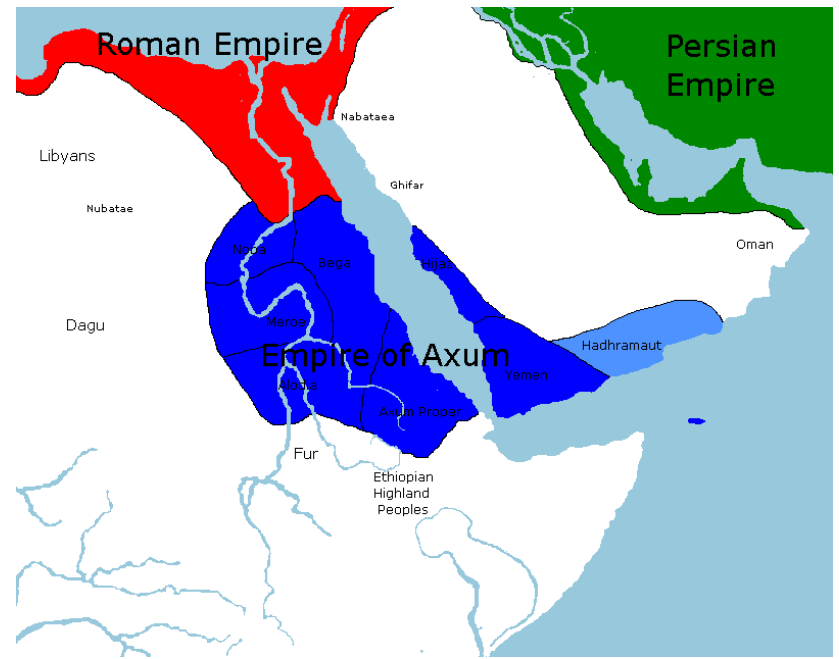 Roman Empire
Persian
Empire
Nabataea
Libyans
Ghifar
Nubatae
Oman
Noba
Bega
Hijaz
Dagu
Meroe
Hadhramaut
Empire of Axum
Yemen
Alodia
Axum Proper
Fur
Ethiopian
Highland
Peoples